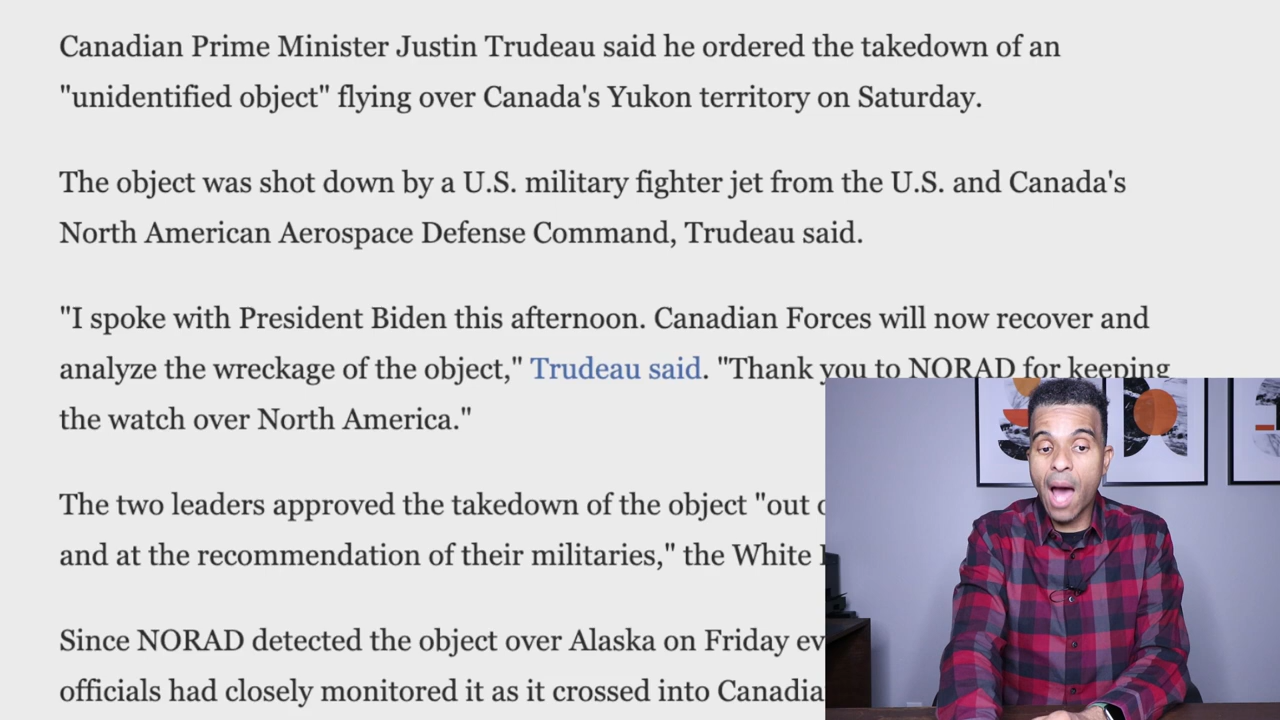 Canadian Prime Minister Justin Trudeau said he ordered the takedown of an
"unidentified object" flying over Canada's Yukon territory on Saturday.
The object was shot down by a U.S. military fighter jet from the U.S. and Canada's
North American Aerospace Defense Command, Trudeau said.
"I spoke with President Biden this afternoon. Canadian Forces will now recover and
analyze the wreckage of the object," Trudeau said. "Thank you to NORAD for keeping
the watch over North America."
The two leaders approved the takedown of the object "out
and at the recommendation of their militaries," the White
Since NORAD detected the object over Alaska on Friday
officials had closely monitored it as it crossed into